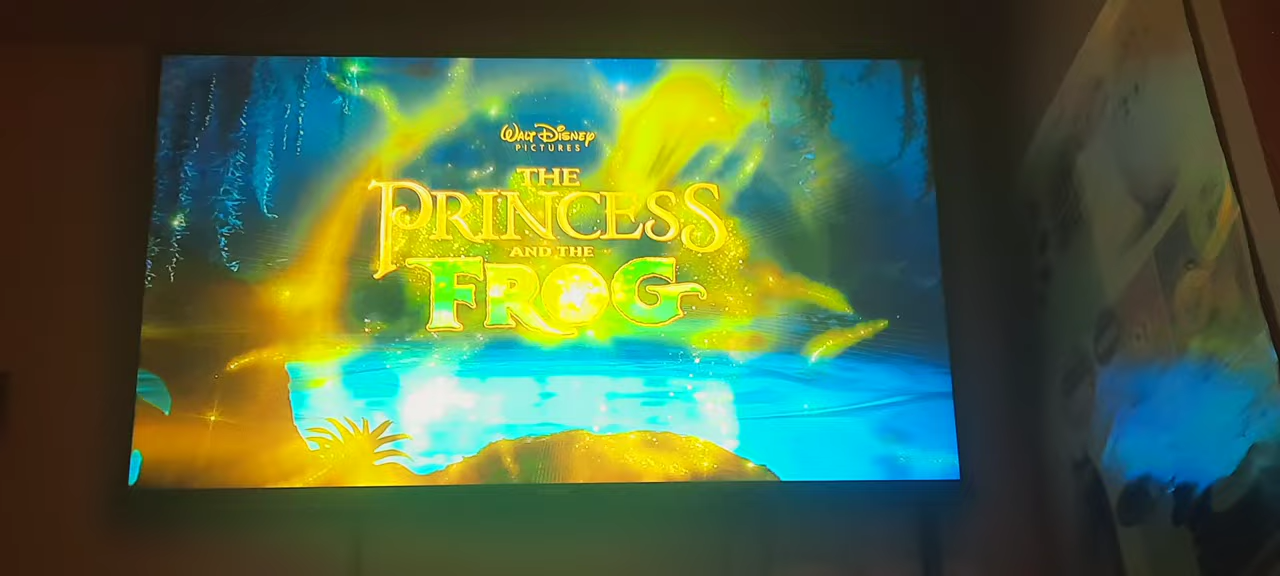 WALT DISNEY
PICTURES
THE
PRINCESS
AND THE
FROG